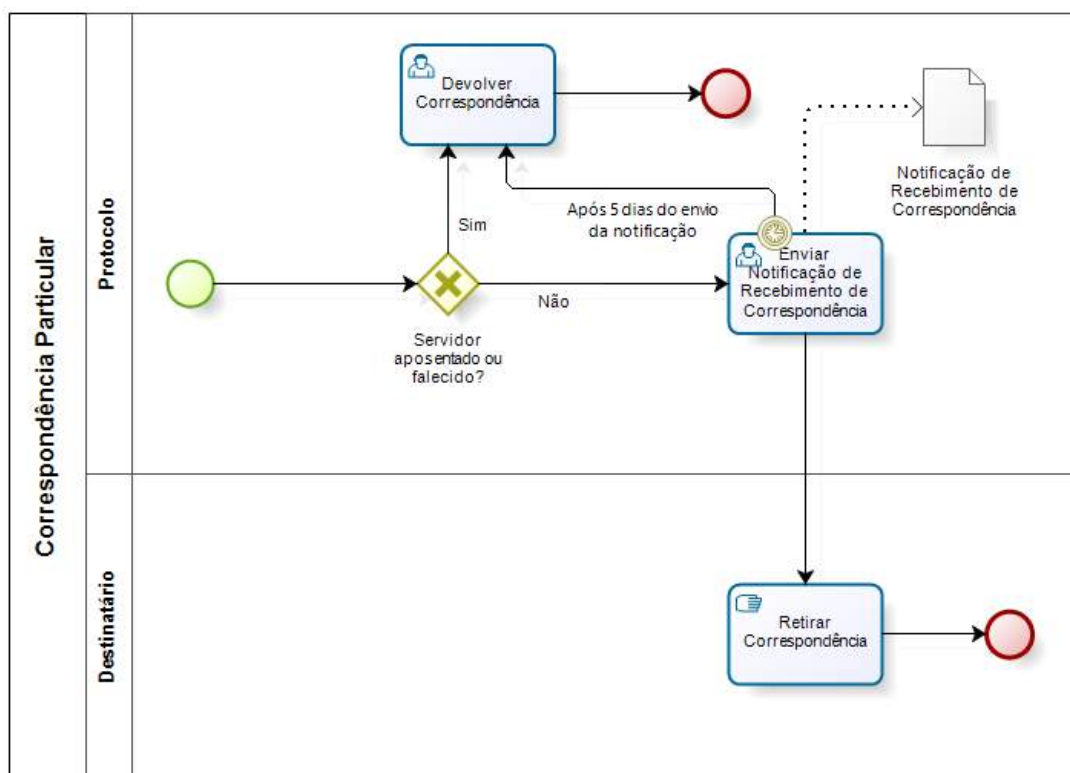 Correspondência Particular
Protocolo
Devolver
Correspondência
Notificação de
Recebimento de
Correspondência
Após 5 dias do envio
da notificação
Sim
Enviar
Notificação de
Recebimento de
Correspondência
Não
Servidor
aposentado ou
falecido?
Destinatário
Retirar
Correspondência